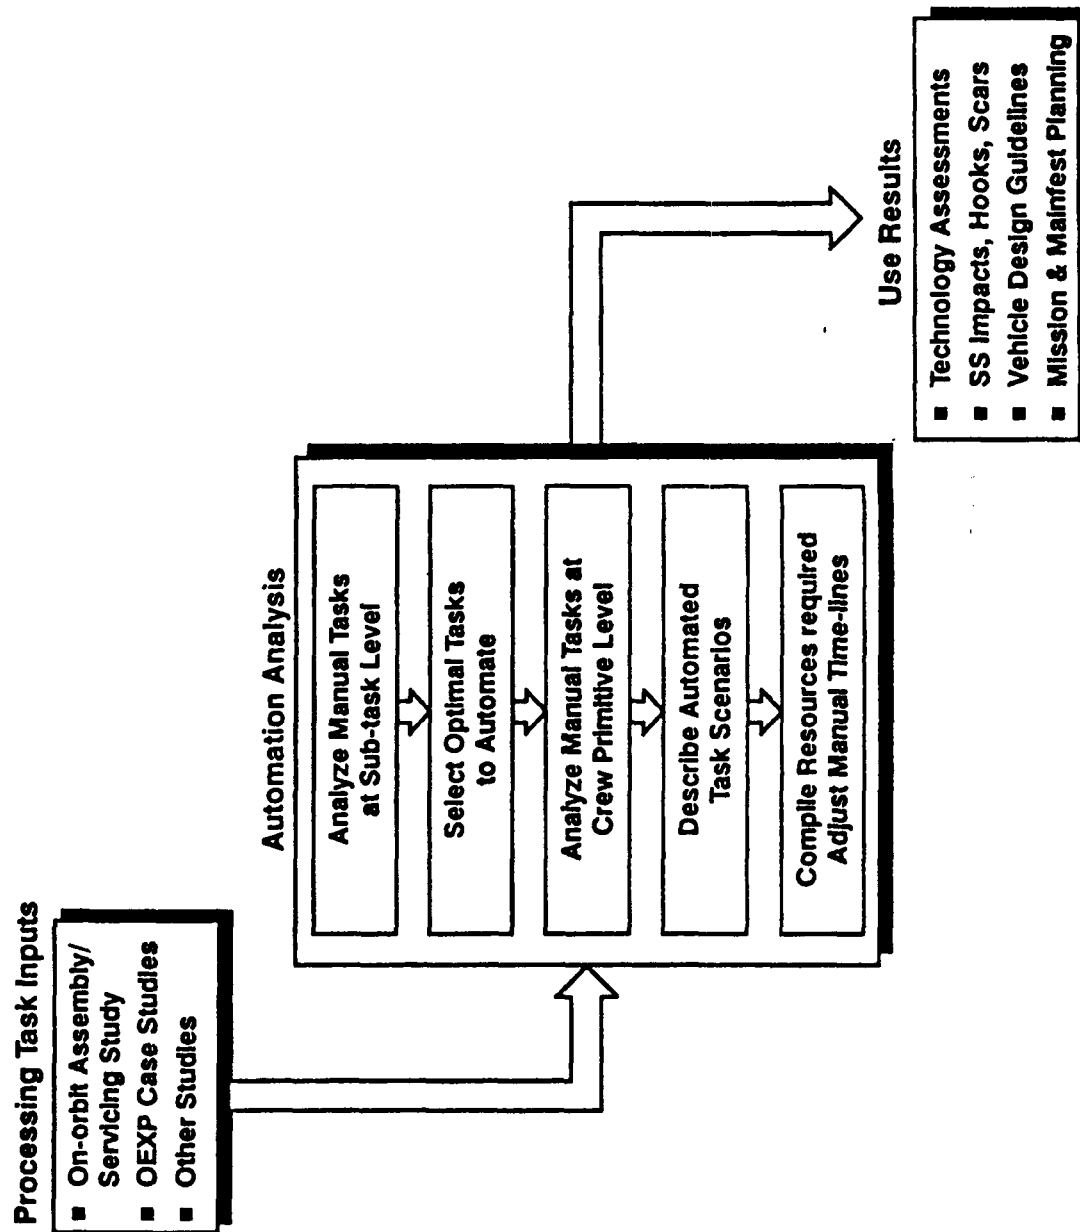 Processing Task Inputs
■ On-orbit Assembly/
Servicing Study
■ OEXP Case Studies
■ Other Studies
Automation Analysis
Analyze Manual Tasks
at Sub-task Level
Select Optimal Tasks
to Automate
Analyze Manual Tasks at
Crew Primitive Level
Describe Automated
Task Scenarios
Compile Resources required
Adjust Manual Time-lines
Use Results
■ Technology Assessments
■ SS Impacts, Hooks, Scars
■ Vehicle Design Guidelines
■ Mission & Mainfest Planning